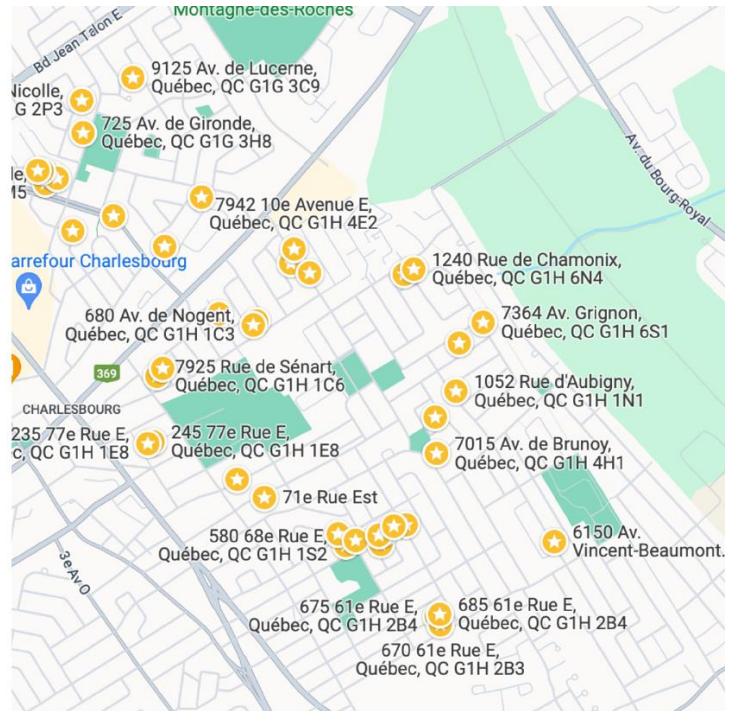 Montagne-des-Roches
Bd Jean Talon E
9125 Av. de Lucerne,
Québec, QC G1G 3C9
Nicolle,
G 2P3
725 Av. de Gironde,
Québec, QC G1G 3H8
Av. du Bourg-Royal
le,
M5
7942 10e Avenue E,
Québec, QC G1H 4E2
arrefour Charlesbourg
1240 Rue de Chamonix,
Québec, QC G1H 6N4
680 Av. de Nogent,
Québec, QC G1H 1C3
7364 Av. Grignon,
Québec, QC G1H 6S1
369
7925 Rue de Sénart,
Québec, QC G1H 1C6
1052 Rue d'Aubigny,
Québec, QC G1H 1N1
CHARLESBOURG
235 77e Rue E,
c, QC G1H 1E8
245 77e Rue E,
Québec, QC G1H 1E8
7015 Av. de Brunoy,
Québec, QC G1H 4H1
71e Rue Est
580 68e Rue E,
Québec, QC G1H 1S2
6150 Av.
Vincent-Beaumont.
3e Av O
675 61e Rue E,
Québec, QC G1H 2B4
685 61e Rue E,
Québec, QC G1H 2B4
670 61e Rue E,
Québec, QC G1H 2B3